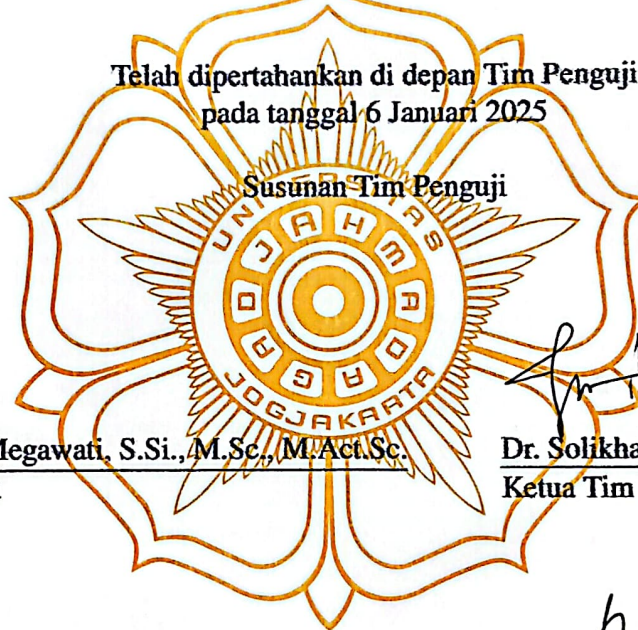 Telah dipertahankan di depan Tim Penguji
pada tanggal 6 Januari 2025
Susunan Tim Penguji
UNIVERSITAS
GADJAH MADA
JOGJAKARTA
Megawati, S.Si., M.Sc., M.Act.Sc.
Dr. Solikha
Ketua Tim